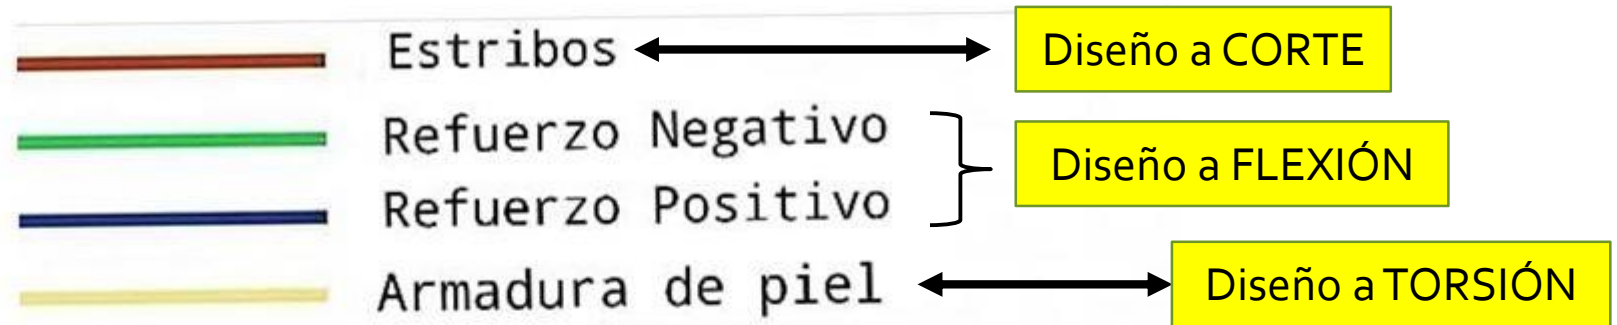 Estribos
Diseño a CORTE
Refuerzo Negativo
Refuerzo Positivo
Diseño a FLEXIÓN
Armadura de piel
Diseño a TORSIÓN